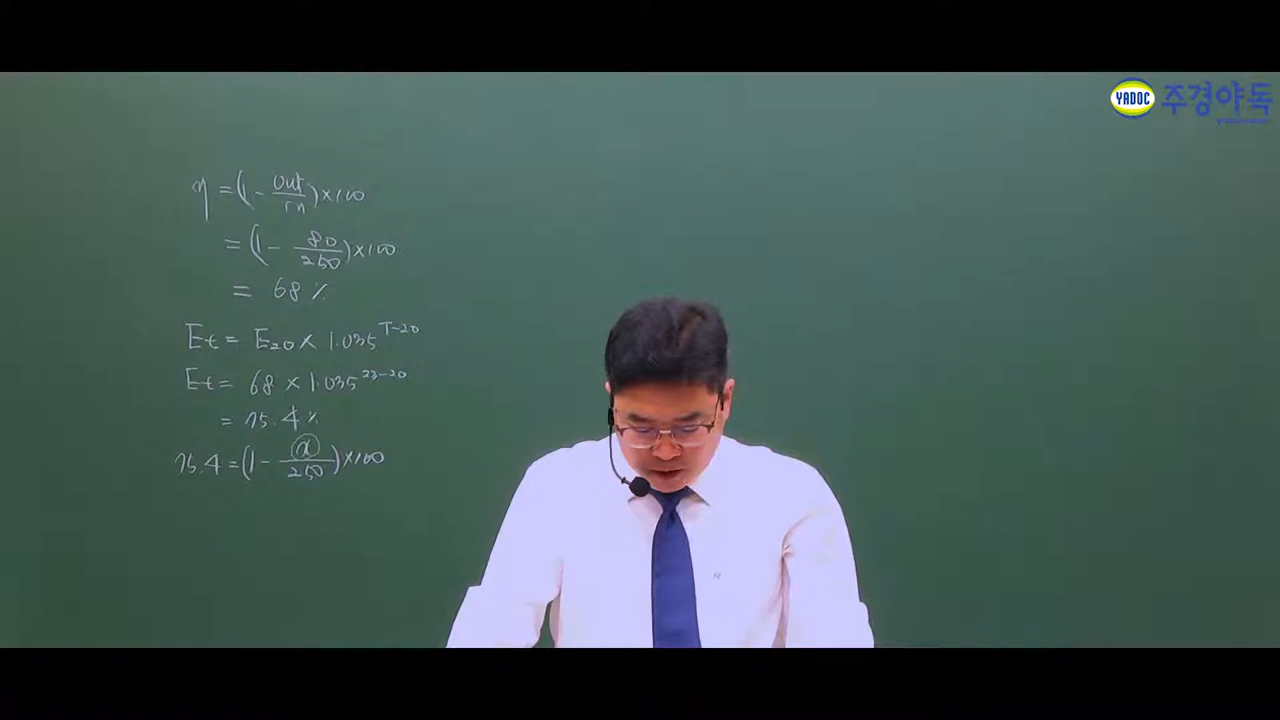 YADOC 주경야독
η = (1 - out/in) × 100
= (1 - 80/250) × 100
= 68 %
Et = E20 × 1.035^T-20
Et = 68 × 1.035^23-20
= 75.4 %
75.4 = (1 - x/250) × 100